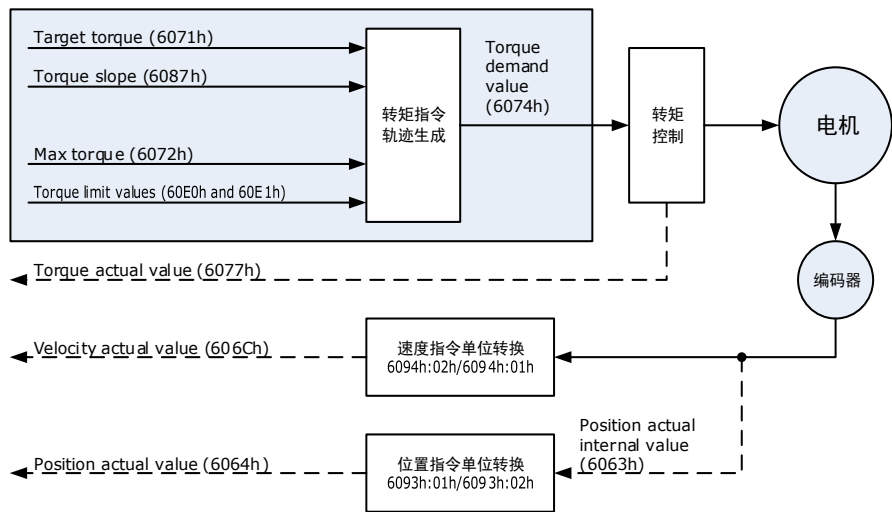 Target torque (6071h)
Torque slope (6087h)
Max torque (6072h)
Torque limit values (60E0h and 60E1h)
转矩指令
轨迹生成
Torque
demand
value
(6074h)
转矩
控制
电机
编码器
Torque actual value (6077h)
Velocity actual value (606Ch)
速度指令单位转换
6094h:02h/6094h:01h
Position actual
internal value
(6063h)
Position actual value (6064h)
位置指令单位转换
6093h:01h/6093h:02h